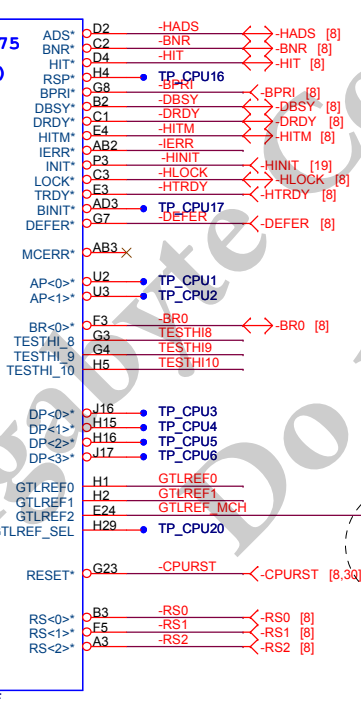 75
)
ADS* D2 -HADS -HADS [8]
BNR* C2 -BNR -BNR [8]
HIT* D4 -HIT -HIT [8]
RSP* H4 TP_CPU16
BPRI* G8 -BPRI -BPRI [8]
DBSY* B2 -DBSY -DBSY [8]
DRDY* C1 -DRDY -DRDY [8]
HITM* E4 -HITM -HITM [8]
IERR* AB2 -IERR
INIT* P3 -HINIT -HINIT [19]
LOCK* C3 -HLOCK -HLOCK [8]
TRDY* E3 -HTRDY -HTRDY [8]
BINIT* AD3 TP_CPU17
DEFER* G7 -DEFER -DEFER [8]
MCERR* AB3
AP<0>* U2 TP_CPU1
AP<1>* U3 TP_CPU2
BR<0>* F3 -BR0 -BR0 [8]
TESTHI_8 G3 TESTHI8
TESTHI_9 G4 TESTHI9
TESTHI_10 H5 TESTHI10
DP<0>* J16 TP_CPU3
DP<1>* H15 TP_CPU4
DP<2>* H16 TP_CPU5
DP<3>* J17 TP_CPU6
GTLREF0 H1 GTLREF0
GTLREF1 H2 GTLREF1
GTLREF2 E24 GTLREF_MCH
GTLREF_SEL H29 TP_CPU20
RESET* G23 -CPURST -CPURST [8,30]
RS<0>* B3 -RS0 -RS0 [8]
RS<1>* F5 -RS1 -RS1 [8]
RS<2>* A3 -RS2 -RS2 [8]